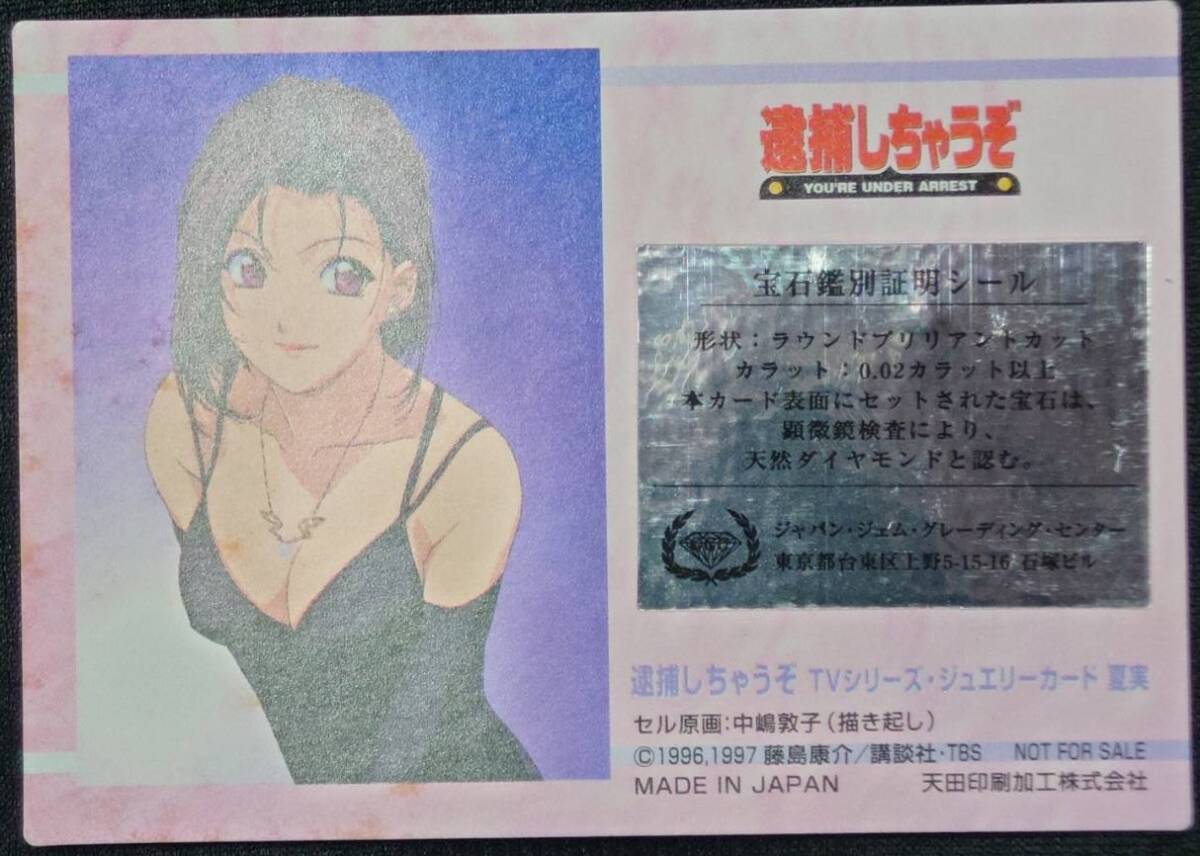 逮捕しちゃうぞ
YOU'RE UNDER ARREST
宝石鑑別証明シール
形状：ラウンドブリリアントカット
カラット：0.02カラット以上
本カード表面にセットされた宝石は、
顕微鏡検査により、
天然ダイヤモンドと認む。
ジャパン・ジェム・グレーディング・センター
東京都台東区上野5-15-16 石塚ビル
逮捕しちゃうぞ TVシリーズ・ジュエリーカード 夏実
セル原画：中嶋敦子（描き起し）
©1996,1997 藤島康介／講談社・TBS NOT FOR SALE
MADE IN JAPAN 天田印刷加工株式会社